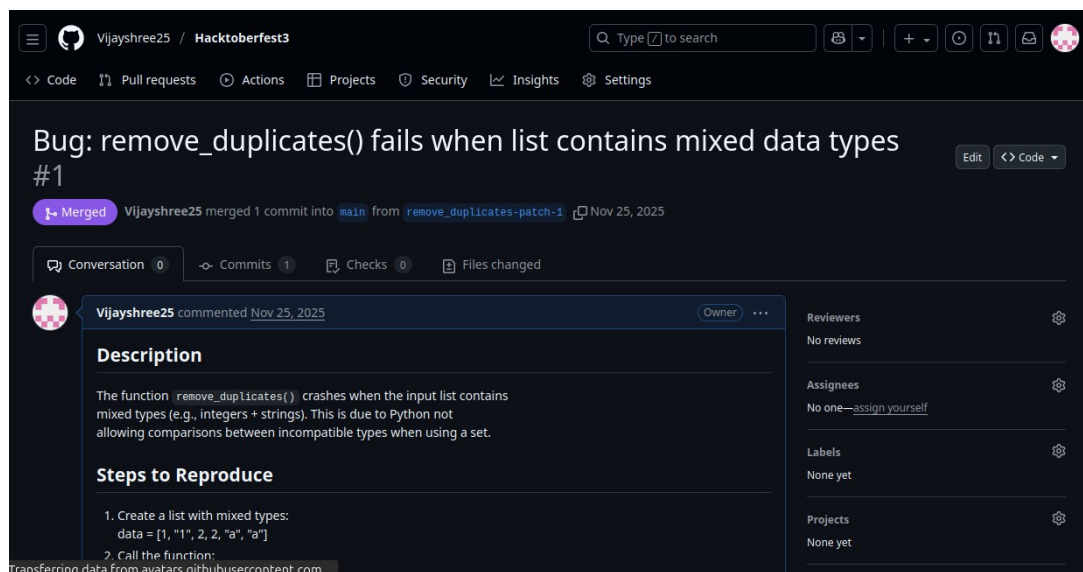 Vijayshree25 / Hacktoberfest3
Type / to search
Code Pull requests Actions Projects Security Insights Settings
Bug: remove_duplicates() fails when list contains mixed data types
#1
Edit <> Code
Merged Vijayshree25 merged 1 commit into main from remove_duplicates-patch-1 Nov 25, 2025
Conversation 0 Commits 1 Checks 0 Files changed
Vijayshree25 commented Nov 25, 2025 Owner ...
Description
The function remove_duplicates() crashes when the input list contains
mixed types (e.g., integers + strings). This is due to Python not
allowing comparisons between incompatible types when using a set.
Steps to Reproduce
1. Create a list with mixed types:
data = [1, "1", 2, 2, "a", "a"]
2. Call the function:
Reviewers
No reviews
Assignees
No one—assign yourself
Labels
None yet
Projects
None yet
Transferring data from avatars.githubusercontent.com...